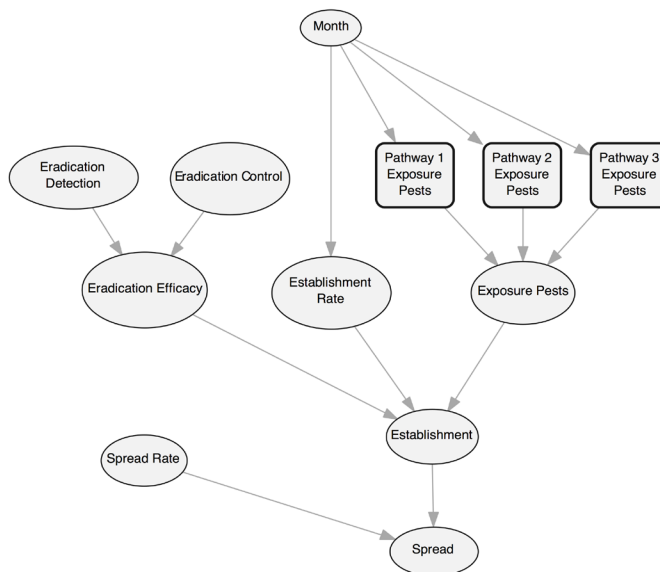 Month
Pathway 1
Exposure
Pests
Pathway 2
Exposure
Pests
Pathway 3
Exposure
Pests
Eradication
Detection
Eradication Control
Eradication Efficacy
Establishment
Rate
Exposure Pests
Establishment
Spread Rate
Spread